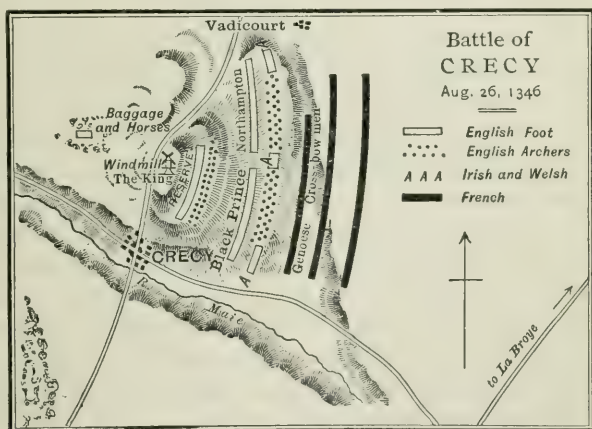 Vadicourt
Battle of
CRECY
Aug. 26, 1346
English Foot
English Archers
A A A Irish and Welsh
French
Baggage
and Horses
Windmill
The King
RESERVE
Northampton
Black Prince
A
A
A
Genoese Cross bow men
CRECY
R. Maie
to La Broye